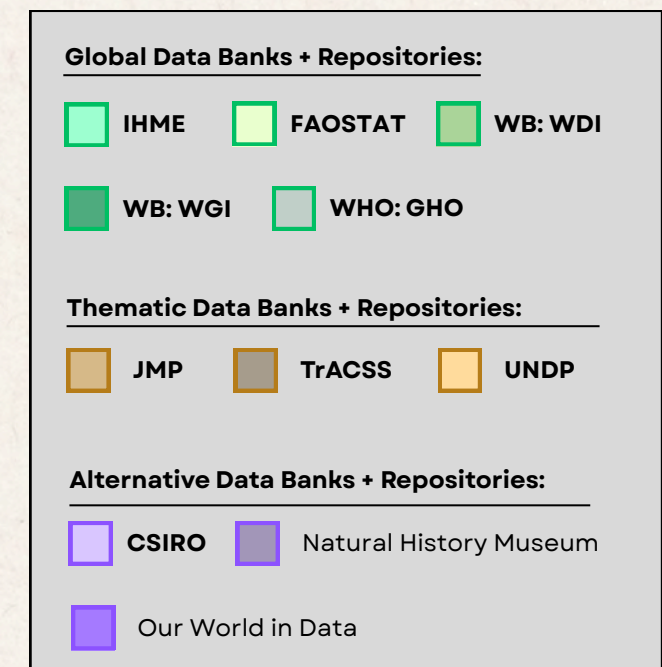 Global Data Banks + Repositories:
IHME FAOSTAT WB: WDI
WB: WGI WHO: GHO
Thematic Data Banks + Repositories:
JMP TrACSS UNDP
Alternative Data Banks + Repositories:
CSIRO Natural History Museum
Our World in Data